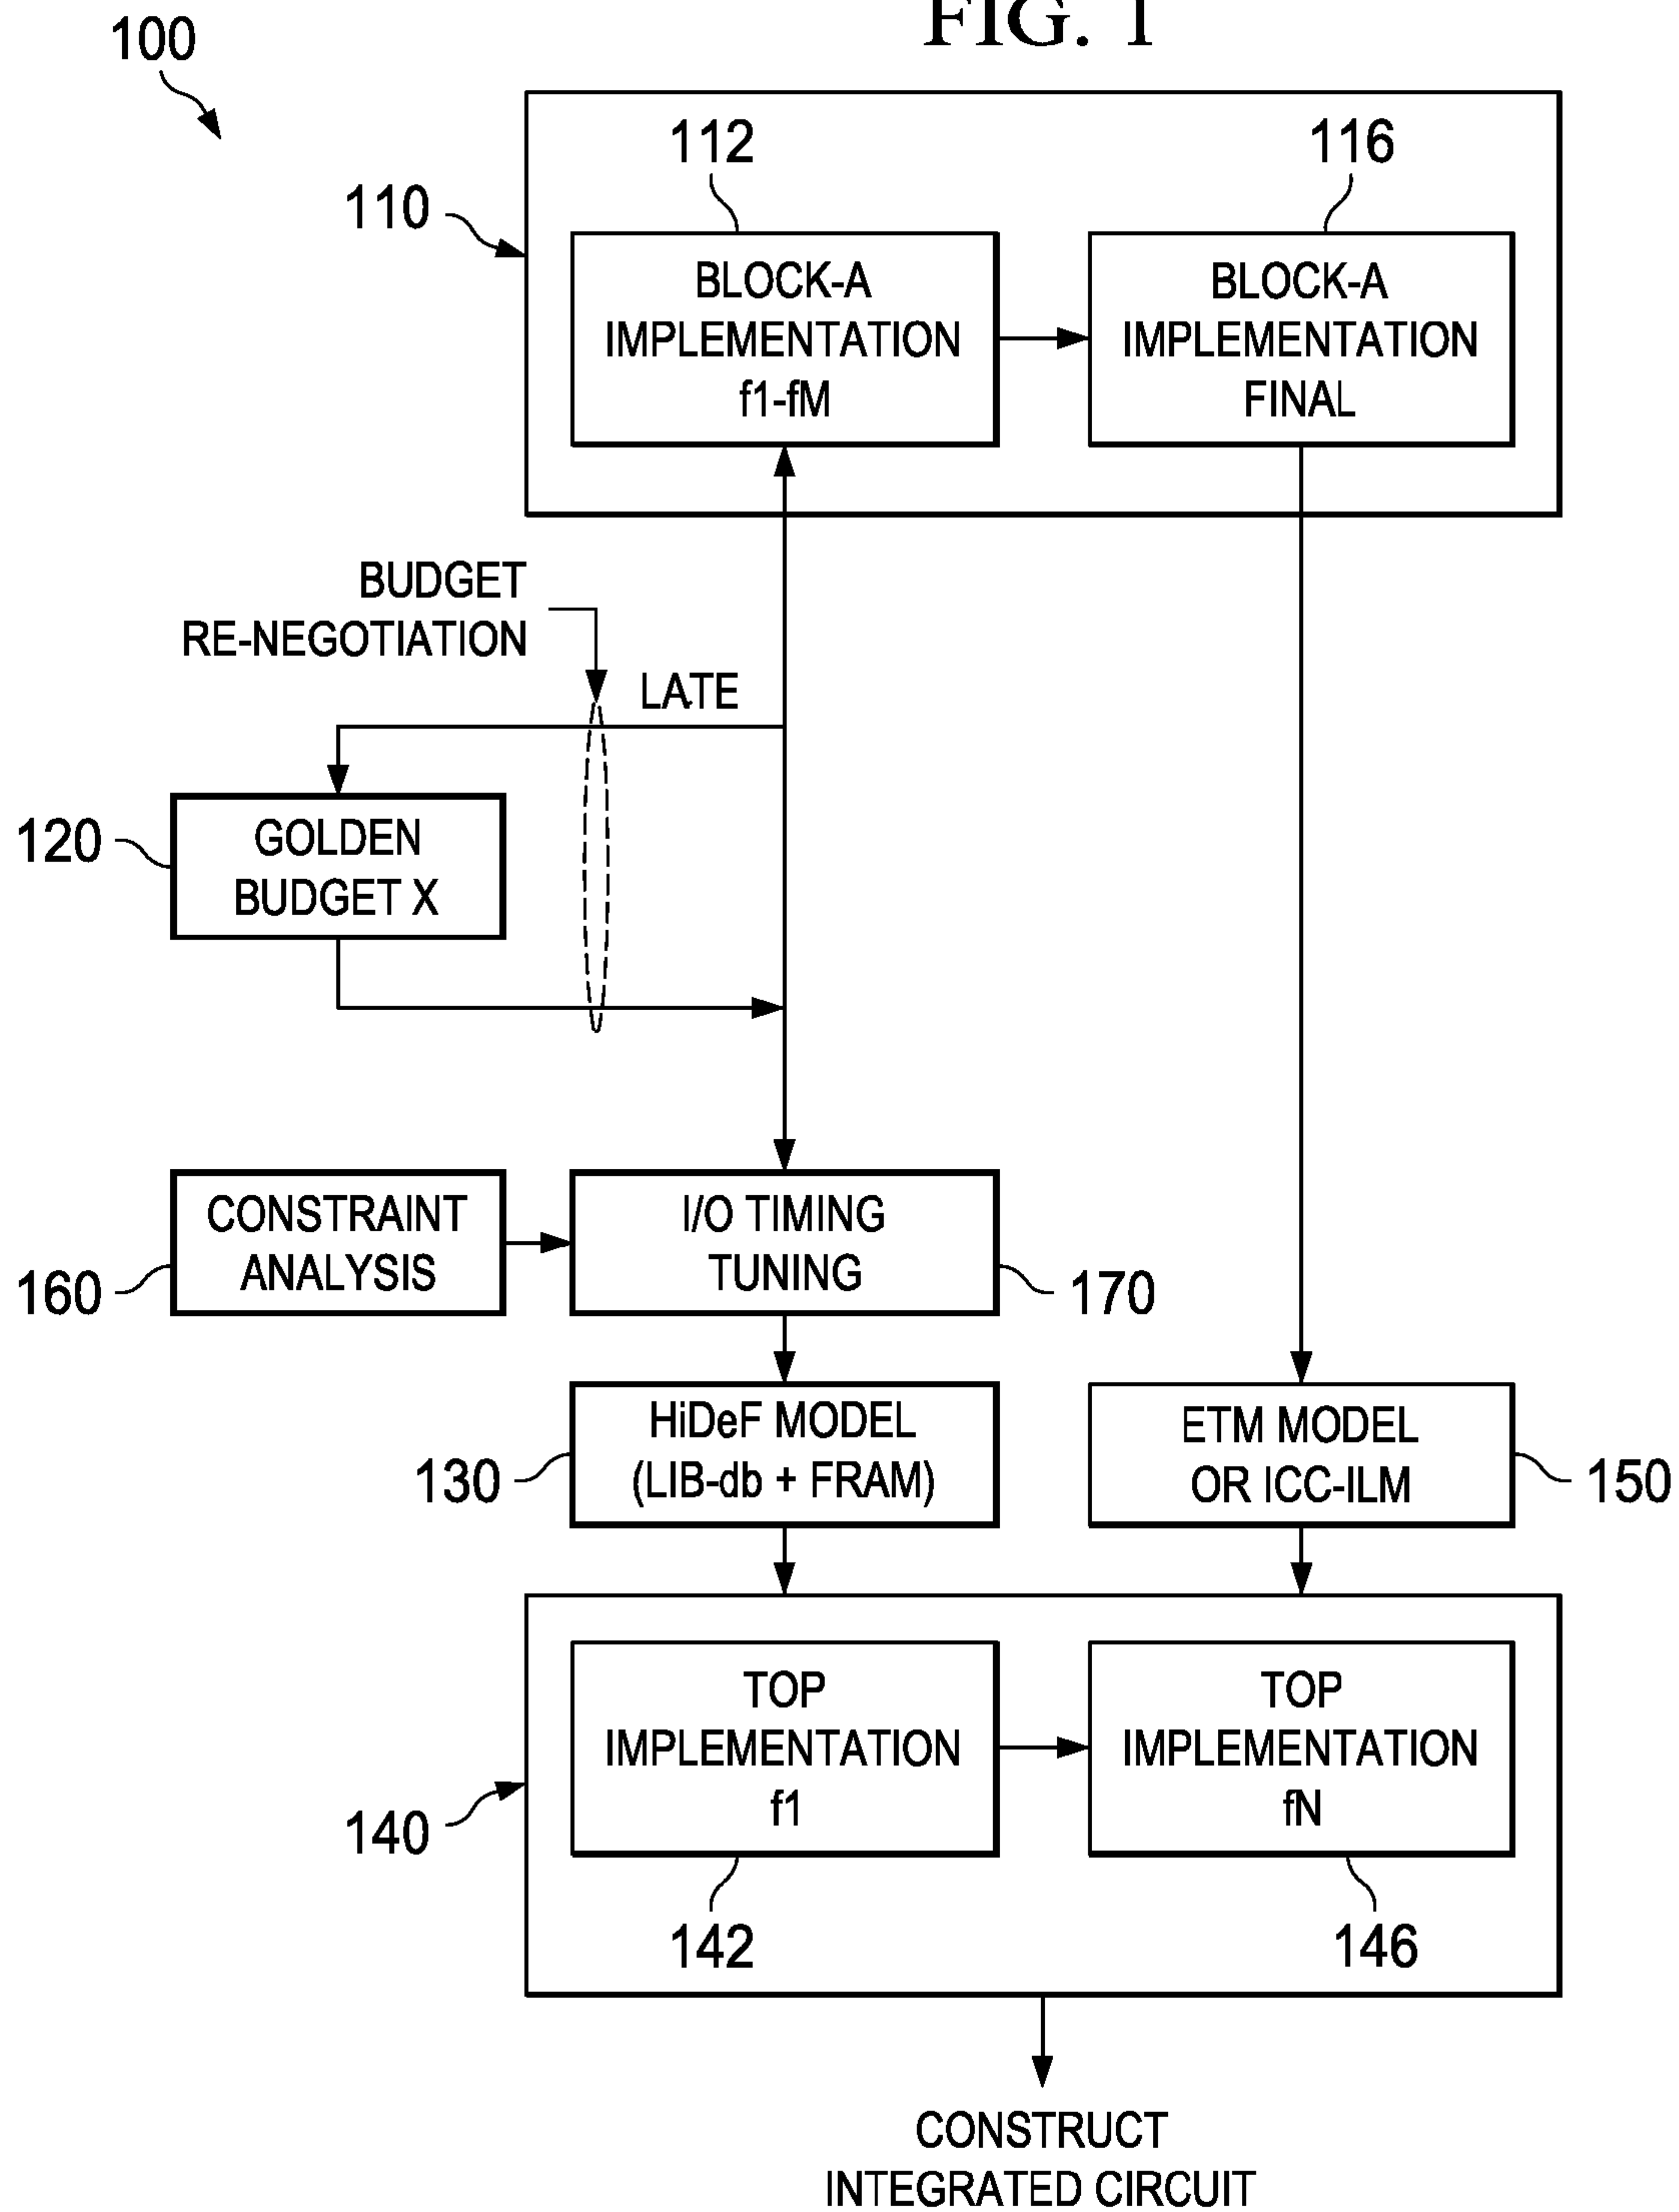 FIG. 1
100
112
116
110
BLOCK-A
IMPLEMENTATION
f1-fM
BLOCK-A
IMPLEMENTATION
FINAL
BUDGET
RE-NEGOTIATION
LATE
120
GOLDEN
BUDGET X
CONSTRAINT
ANALYSIS
160
I/O TIMING
TUNING
170
HiDeF MODEL
(LIB-db + FRAM)
130
ETM MODEL
OR ICC-ILM
150
TOP
IMPLEMENTATION
f1
TOP
IMPLEMENTATION
fN
140
142
146
CONSTRUCT
INTEGRATED CIRCUIT